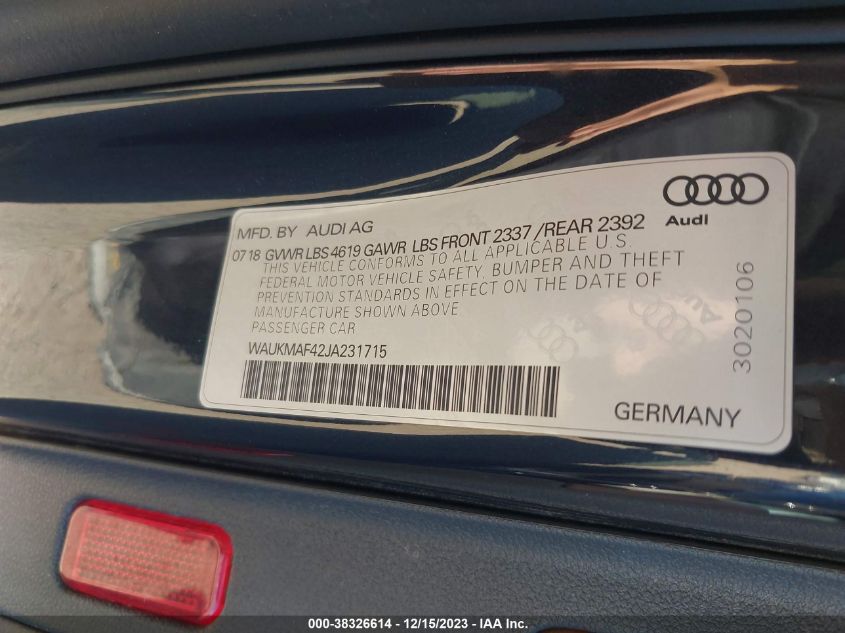 Audi
MFD. BY AUDI AG
07 18 GVWR LBS 4619 GAWR LBS FRONT 2337 /REAR 2392
THIS VEHICLE CONFORMS TO ALL APPLICABLE U.S.
FEDERAL MOTOR VEHICLE SAFETY, BUMPER AND THEFT
PREVENTION STANDARDS IN EFFECT ON THE DATE OF
MANUFACTURE SHOWN ABOVE
PASSENGER CAR
WAUKMAF42JA231715
GERMANY
3020106
000-38326614 - 12/15/2023 - IAA Inc.